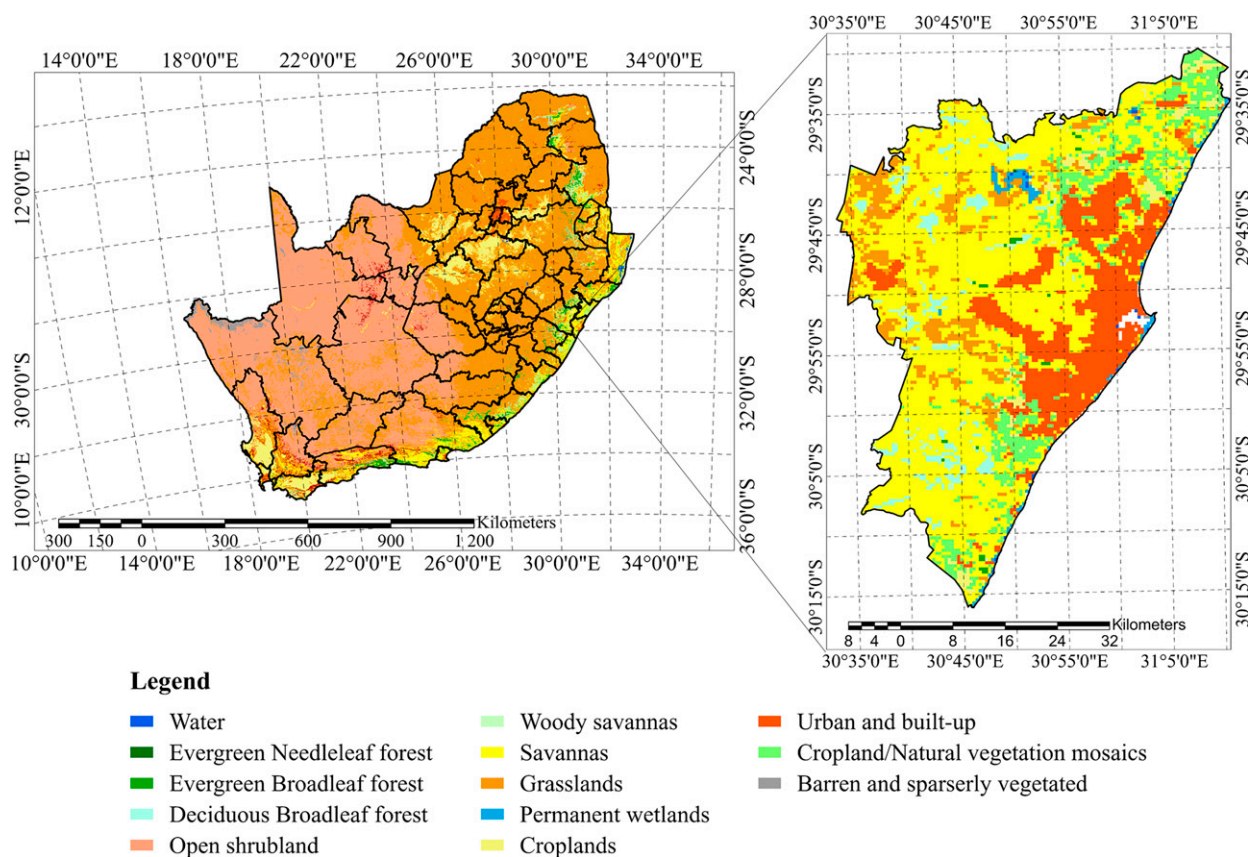 14°0'0"E 18°0'0"E 22°0'0"E 26°0'0"E 30°0'0"E 34°0'0"E
12°0'0"E
30°0'0"S
10°0'0"E
24°0'0"S
28°0'0"S
32°0'0"S
36°0'0"S
Kilometers
300 150 0 300 600 900 1 200
10°0'0"E 14°0'0"E 18°0'0"E 22°0'0"E 26°0'0"E 30°0'0"E 34°0'0"E
30°35'0"E 30°45'0"E 30°55'0"E 31°5'0"E
29°35'0"S
29°45'0"S
29°55'0"S
30°5'0"S
30°15'0"S
29°35'0"S
29°45'0"S
29°55'0"S
30°5'0"S
30°15'0"S
Kilometers
8 4 0 8 16 24 32
30°35'0"E 30°45'0"E 30°55'0"E 31°5'0"E
Legend
Water
Evergreen Needleleaf forest
Evergreen Broadleaf forest
Deciduous Broadleaf forest
Open shrubland
Woody savannas
Savannas
Grasslands
Permanent wetlands
Croplands
Urban and built-up
Cropland/Natural vegetation mosaics
Barren and sparserly vegetated